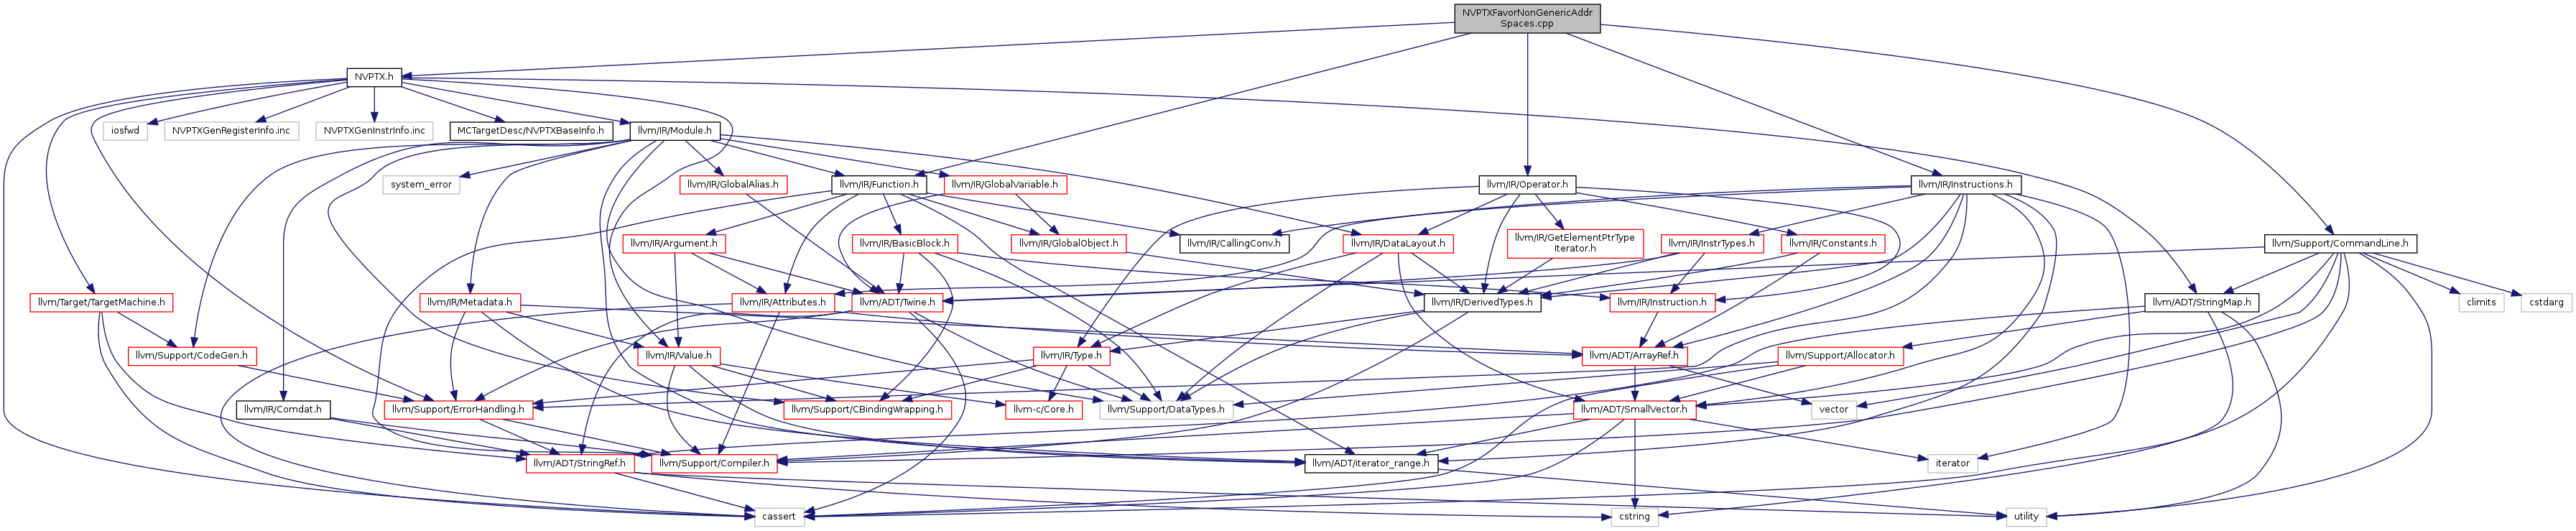 NVPTXFavorNonGenericAddr
Spaces.cpp
NVPTX.h
iosfwd
NVPTXGenRegisterInfo.inc
NVPTXGenInstrInfo.inc
MCTargetDesc/NVPTXBaseInfo.h
llvm/IR/Module.h
system_error
llvm/IR/GlobalAlias.h
llvm/IR/Function.h
llvm/IR/GlobalVariable.h
llvm/IR/Operator.h
llvm/IR/Instructions.h
llvm/IR/Argument.h
llvm/IR/BasicBlock.h
llvm/IR/GlobalObject.h
llvm/IR/CallingConv.h
llvm/IR/DataLayout.h
llvm/IR/GetElementPtrType
Iterator.h
llvm/IR/InstrTypes.h
llvm/IR/Constants.h
llvm/Support/CommandLine.h
llvm/Target/TargetMachine.h
llvm/IR/Metadata.h
llvm/IR/Attributes.h
llvm/ADT/Twine.h
llvm/IR/DerivedTypes.h
llvm/IR/Instruction.h
llvm/ADT/StringMap.h
climits
cstdarg
llvm/Support/CodeGen.h
llvm/IR/Value.h
llvm/IR/Type.h
llvm/ADT/ArrayRef.h
llvm/Support/Allocator.h
llvm/IR/Comdat.h
llvm/Support/ErrorHandling.h
llvm/Support/CBindingWrapping.h
llvm-c/Core.h
llvm/Support/DataTypes.h
llvm/ADT/SmallVector.h
vector
llvm/ADT/StringRef.h
llvm/Support/Compiler.h
llvm/ADT/iterator_range.h
iterator
cassert
cstring
utility